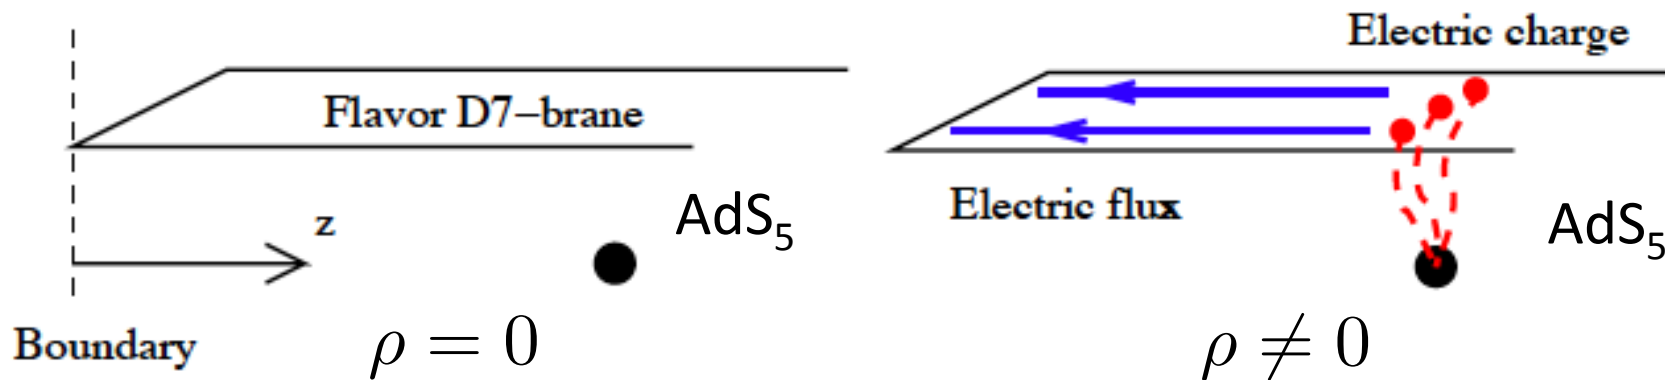 Flavor D7–brane
AdS₅
z
Boundary
ρ = 0
Electric charge
Electric flux
AdS₅
ρ ≠ 0